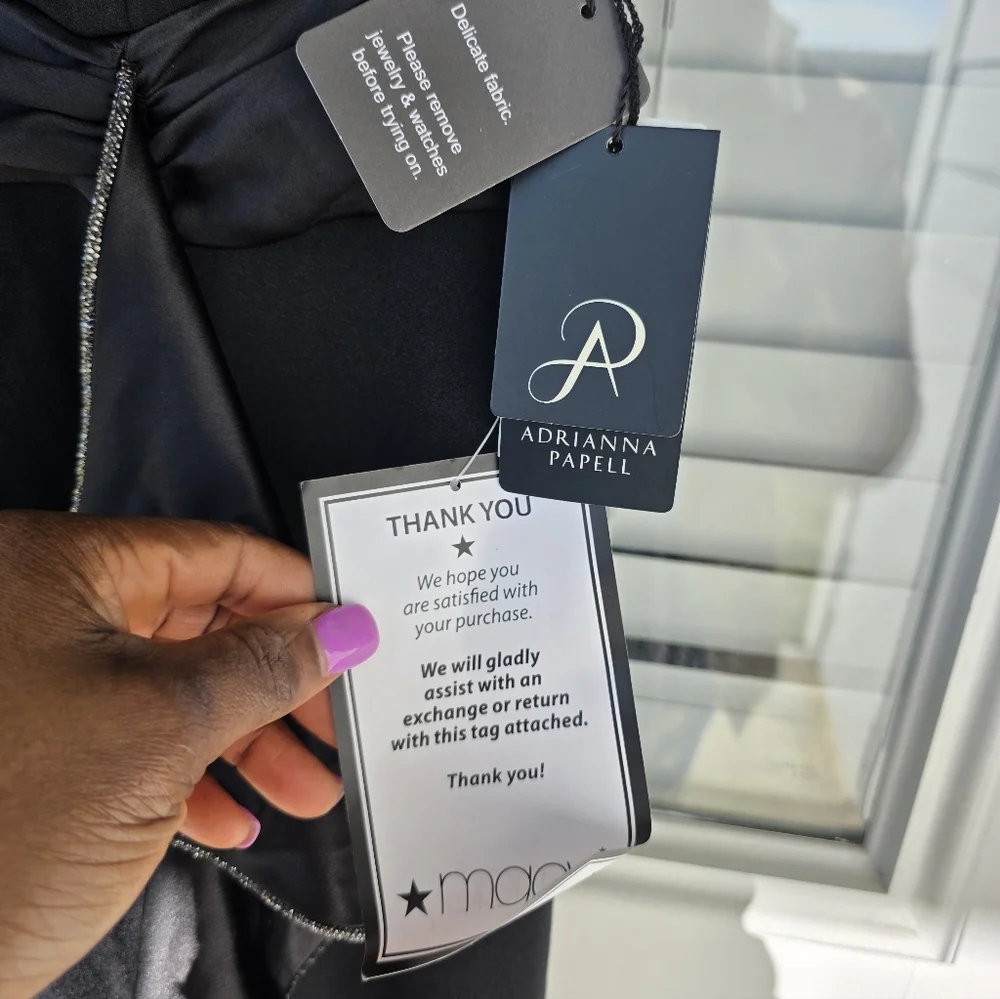 Delicate fabric.
Please remove
jewelry & watches
before trying on.
ADRIANNA
PAPELL
THANK YOU
We hope you
are satisfied with
your purchase.
We will gladly
assist with an
exchange or return
with this tag attached.
Thank you!